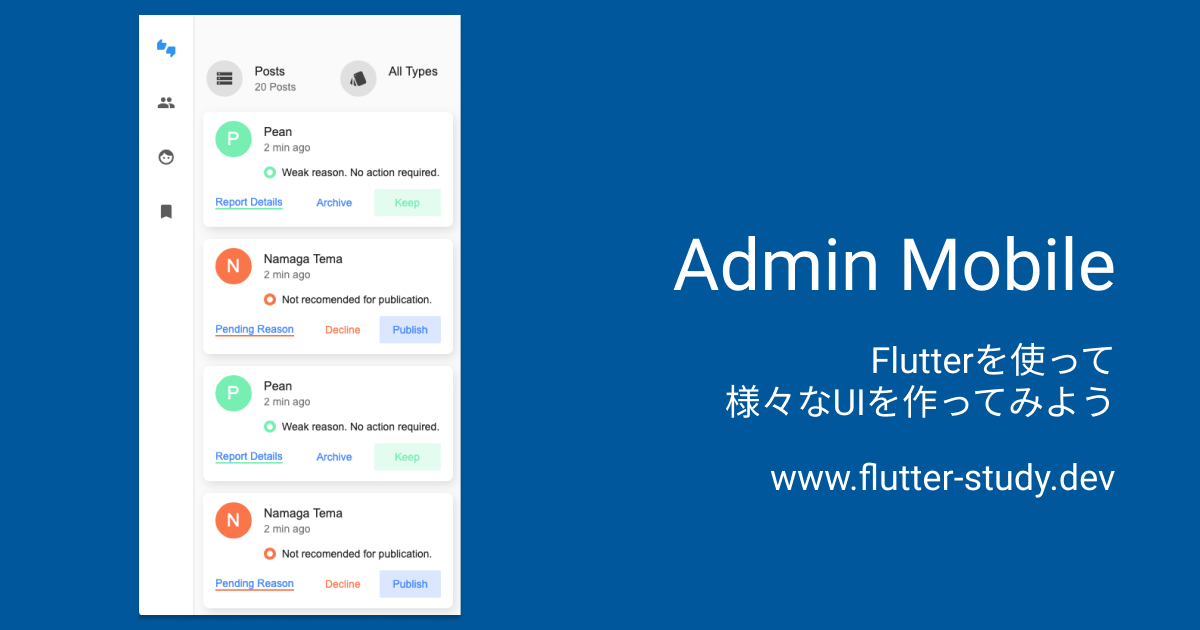 Posts
20 Posts
All Types
P
Pean
2 min ago
Weak reason. No action required.
Report Details
Archive
Keep
N
Namaga Tema
2 min ago
Not recomended for publication.
Pending Reason
Decline
Publish
P
Pean
2 min ago
Weak reason. No action required.
Report Details
Archive
Keep
N
Namaga Tema
2 min ago
Not recomended for publication.
Pending Reason
Decline
Publish
Admin Mobile
Flutterを使って
様々なUIを作ってみよう
www.flutter-study.dev